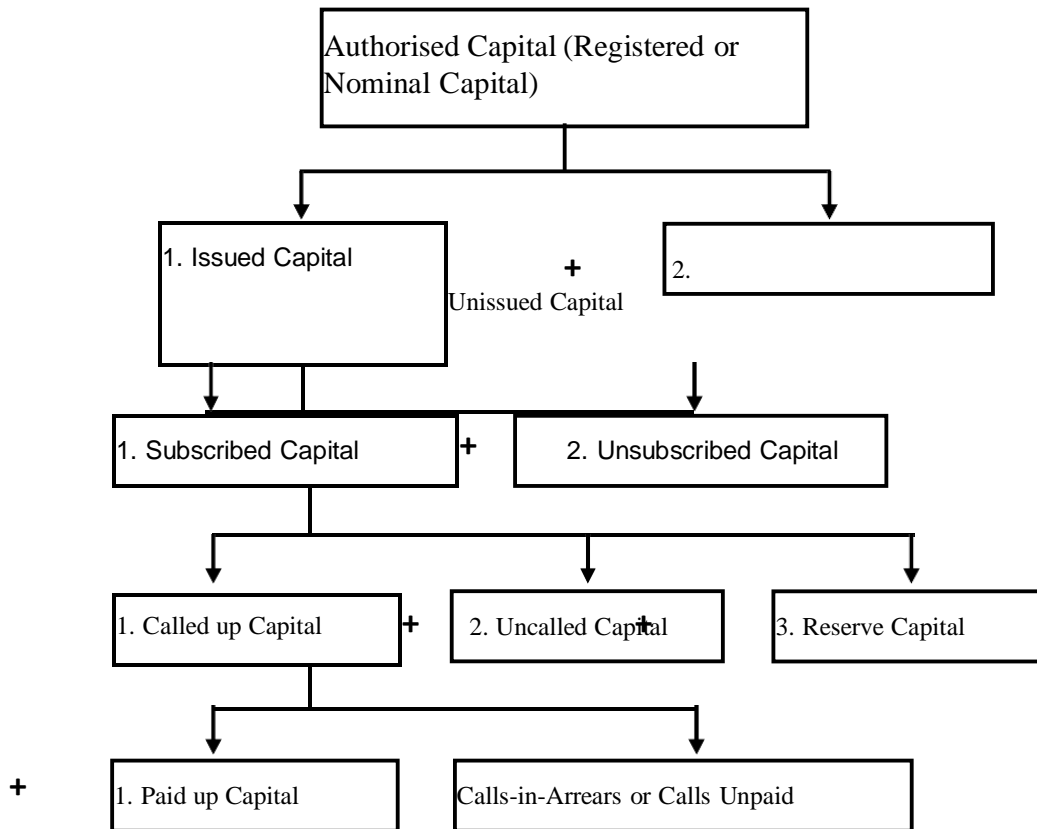 Authorised Capital (Registered or
Nominal Capital)
1. Issued Capital
+
2.
Unissued Capital
1. Subscribed Capital
+
2. Unsubscribed Capital
1. Called up Capital
+
2. Uncalled Capital
+
3. Reserve Capital
+
1. Paid up Capital
Calls-in-Arrears or Calls Unpaid